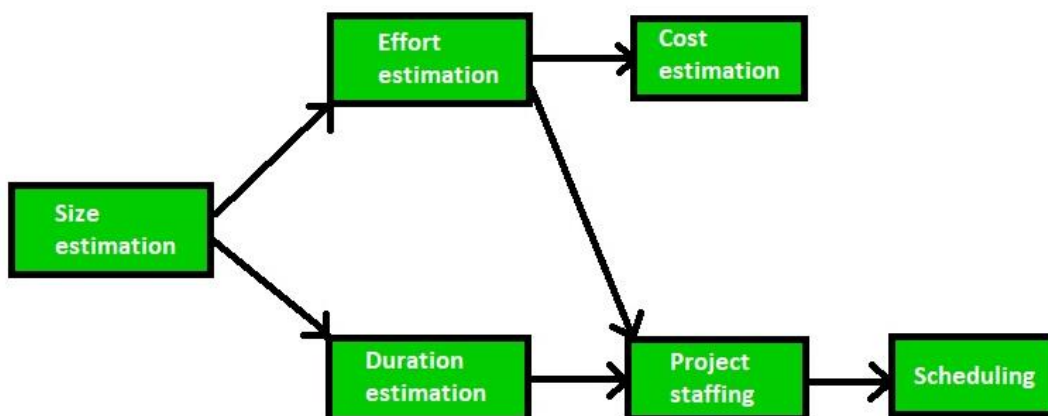 Effort
estimation
Cost
estimation
Size
estimation
Duration
estimation
Project
staffing
Scheduling